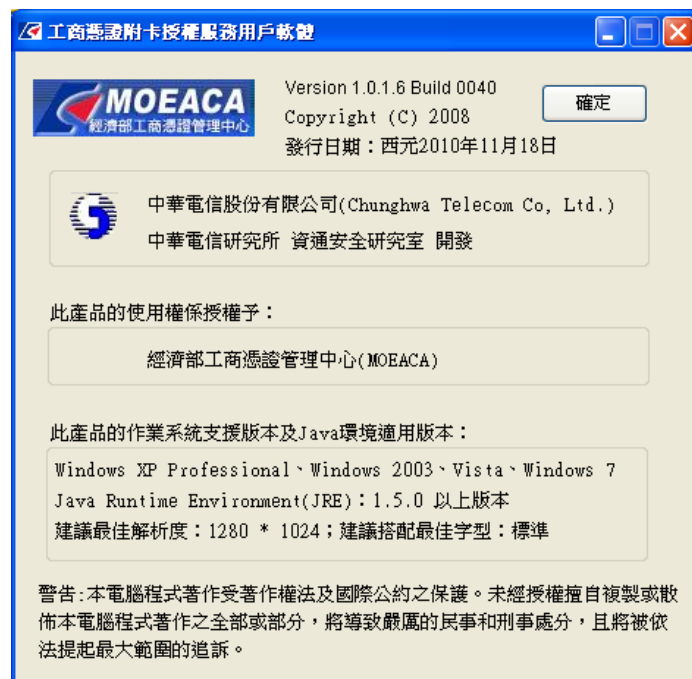 工商憑證附卡授權服務用戶軟體
MOEACA
經濟部工商憑證管理中心
Version 1.0.1.6 Build 0040
Copyright (C) 2008
發行日期：西元2010年11月18日
確定
中華電信股份有限公司(Chunghwa Telecom Co, Ltd.)
中華電信研究所 資通安全研究室 開發
此產品的使用權係授權予：
經濟部工商憑證管理中心(MOEACA)
此產品的作業系統支援版本及Java環境適用版本：
Windows XP Professional、Windows 2003、Vista、Windows 7
Java Runtime Environment(JRE)：1.5.0 以上版本
建議最佳解析度：1280 * 1024；建議搭配最佳字型：標準
警告:本電腦程式著作受著作權法及國際公約之保護。未經授權擅自複製或散
佈本電腦程式著作之全部或部分，將導致嚴厲的民事和刑事處分，且將被依
法提起最大範圍的追訴。